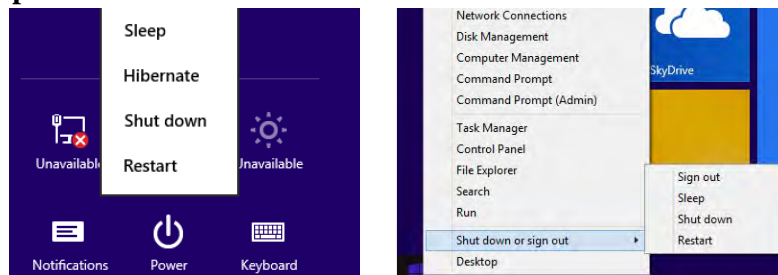 Sleep
Hibernate
Shut down
Restart
Unavailabl
navailable
Notifications
Power
Keyboard
Network Connections
Disk Management
Computer Management
Command Prompt
Command Prompt (Admin)
Task Manager
Control Panel
File Explorer
Search
Run
Shut down or sign out
Desktop
SkyDrive
Sign out
Sleep
Shut down
Restart